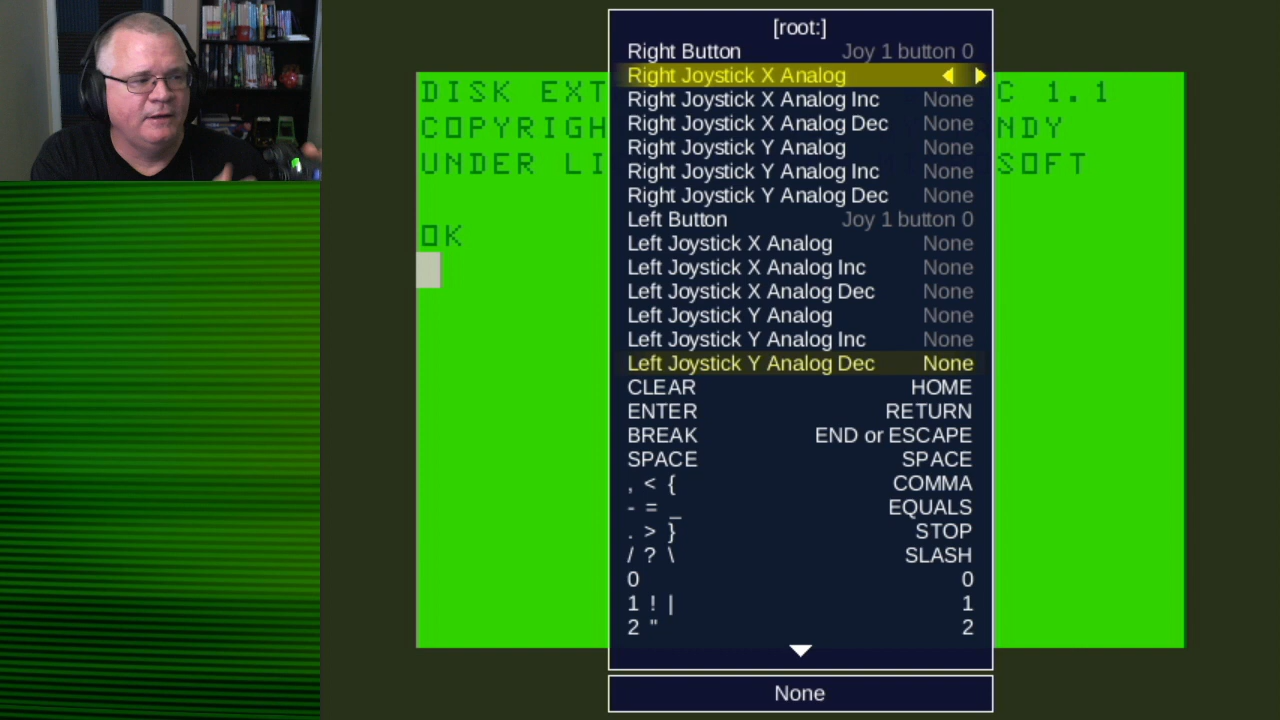 [root:]
Right Button Joy 1 button 0
Right Joystick X Analog
Right Joystick X Analog Inc None
Right Joystick X Analog Dec None
Right Joystick Y Analog None
Right Joystick Y Analog Inc None
Right Joystick Y Analog Dec None
Left Button Joy 1 button 0
Left Joystick X Analog None
Left Joystick X Analog Inc None
Left Joystick X Analog Dec None
Left Joystick Y Analog None
Left Joystick Y Analog Inc None
Left Joystick Y Analog Dec None
CLEAR HOME
ENTER RETURN
BREAK END or ESCAPE
SPACE SPACE
, < { COMMA
- = _ EQUALS
. > } STOP
/ ? \ SLASH
0 0
1 ! | 1
2 " 2
None
DISK EXT C 1.1
COPYRIGH NDY
UNDER LI SOFT
OK